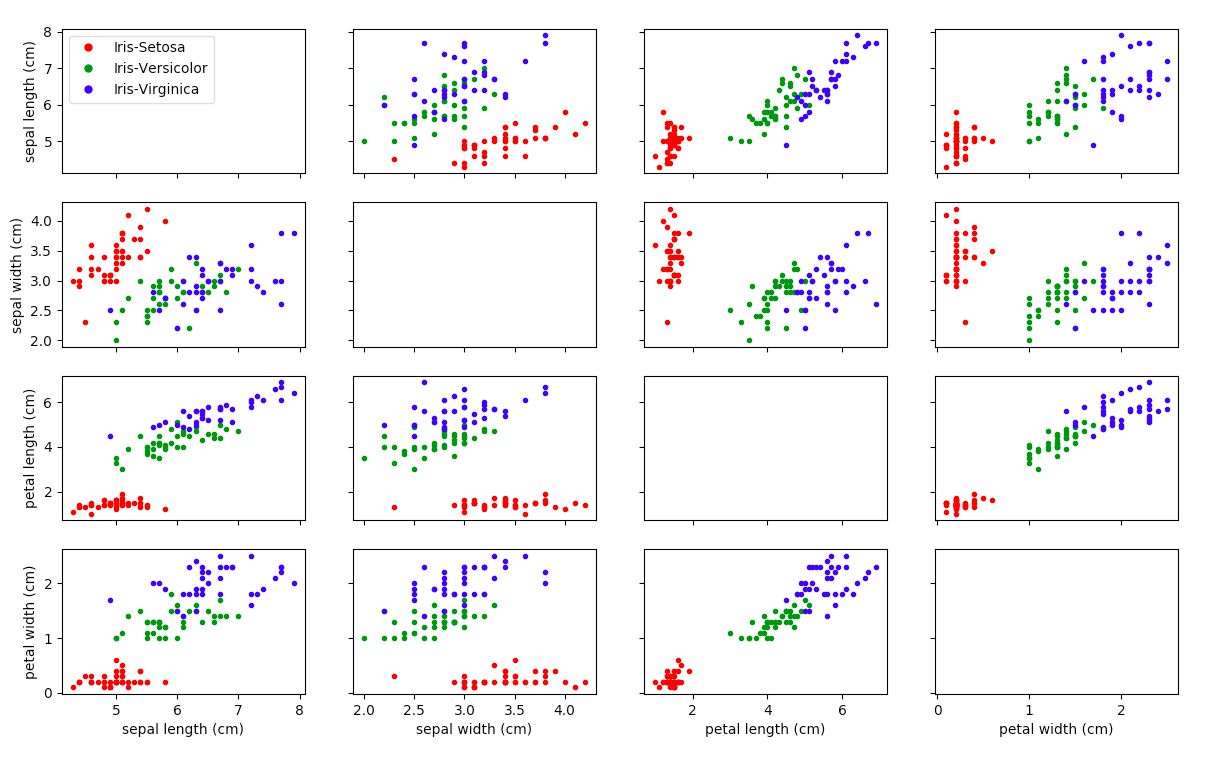 8
7
6
5
sepal length (cm)
Iris-Setosa
Iris-Versicolor
Iris-Virginica
4.0
3.5
3.0
2.5
2.0
sepal width (cm)
6
4
2
petal length (cm)
2
1
0
petal width (cm)
5 6 7 8
sepal length (cm)
2.0 2.5 3.0 3.5 4.0
sepal width (cm)
2 4 6
petal length (cm)
0 1 2
petal width (cm)